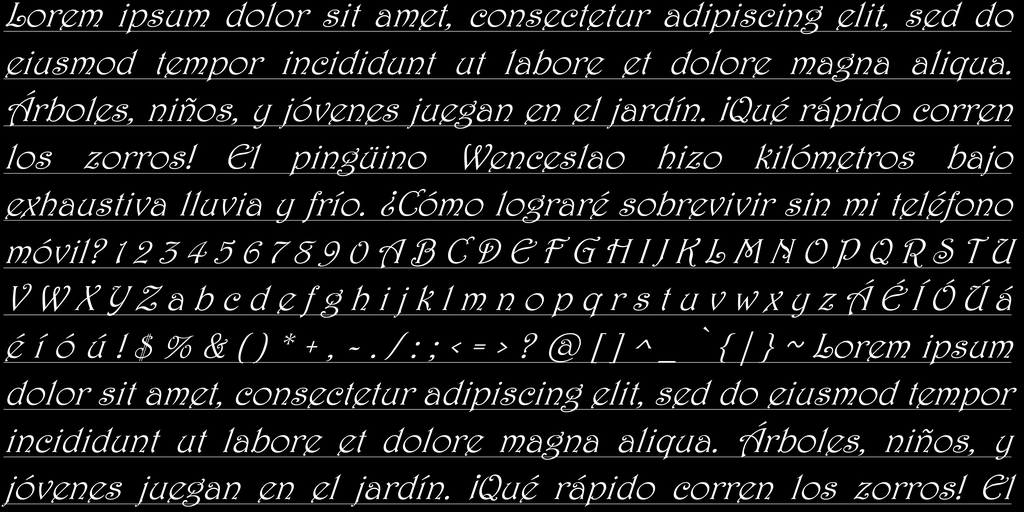 Lorem ipsum dolor sit amet, consectetur adipiscing elit, sed do
eiusmod tempor incididunt ut labore et dolore magna aliqua.
Árboles, niños, y jóvenes juegan en el jardín. ¡Qué rápido corren
los zorros! El pingüino Wenceslao hizo kilómetros bajo
exhaustiva lluvia y frío. ¿Cómo lograré sobrevivir sin mi teléfono
móvil? 1 2 3 4 5 6 7 8 9 0 A B C D E F G H I J K L M N O P Q R S T U
V W X Y Z a b c d e f g h i j k l m n o p q r s t u v w x y z Á É Í Ó Ú á
é í ó ú ! $ % & ( ) * + , - . / : ; < = > ? @ [ ] ^ _ ` { | } ~ Lorem ipsum
dolor sit amet, consectetur adipiscing elit, sed do eiusmod tempor
incididunt ut labore et dolore magna aliqua. Árboles, niños, y
jóvenes juegan en el jardín. ¡Qué rápido corren los zorros! El